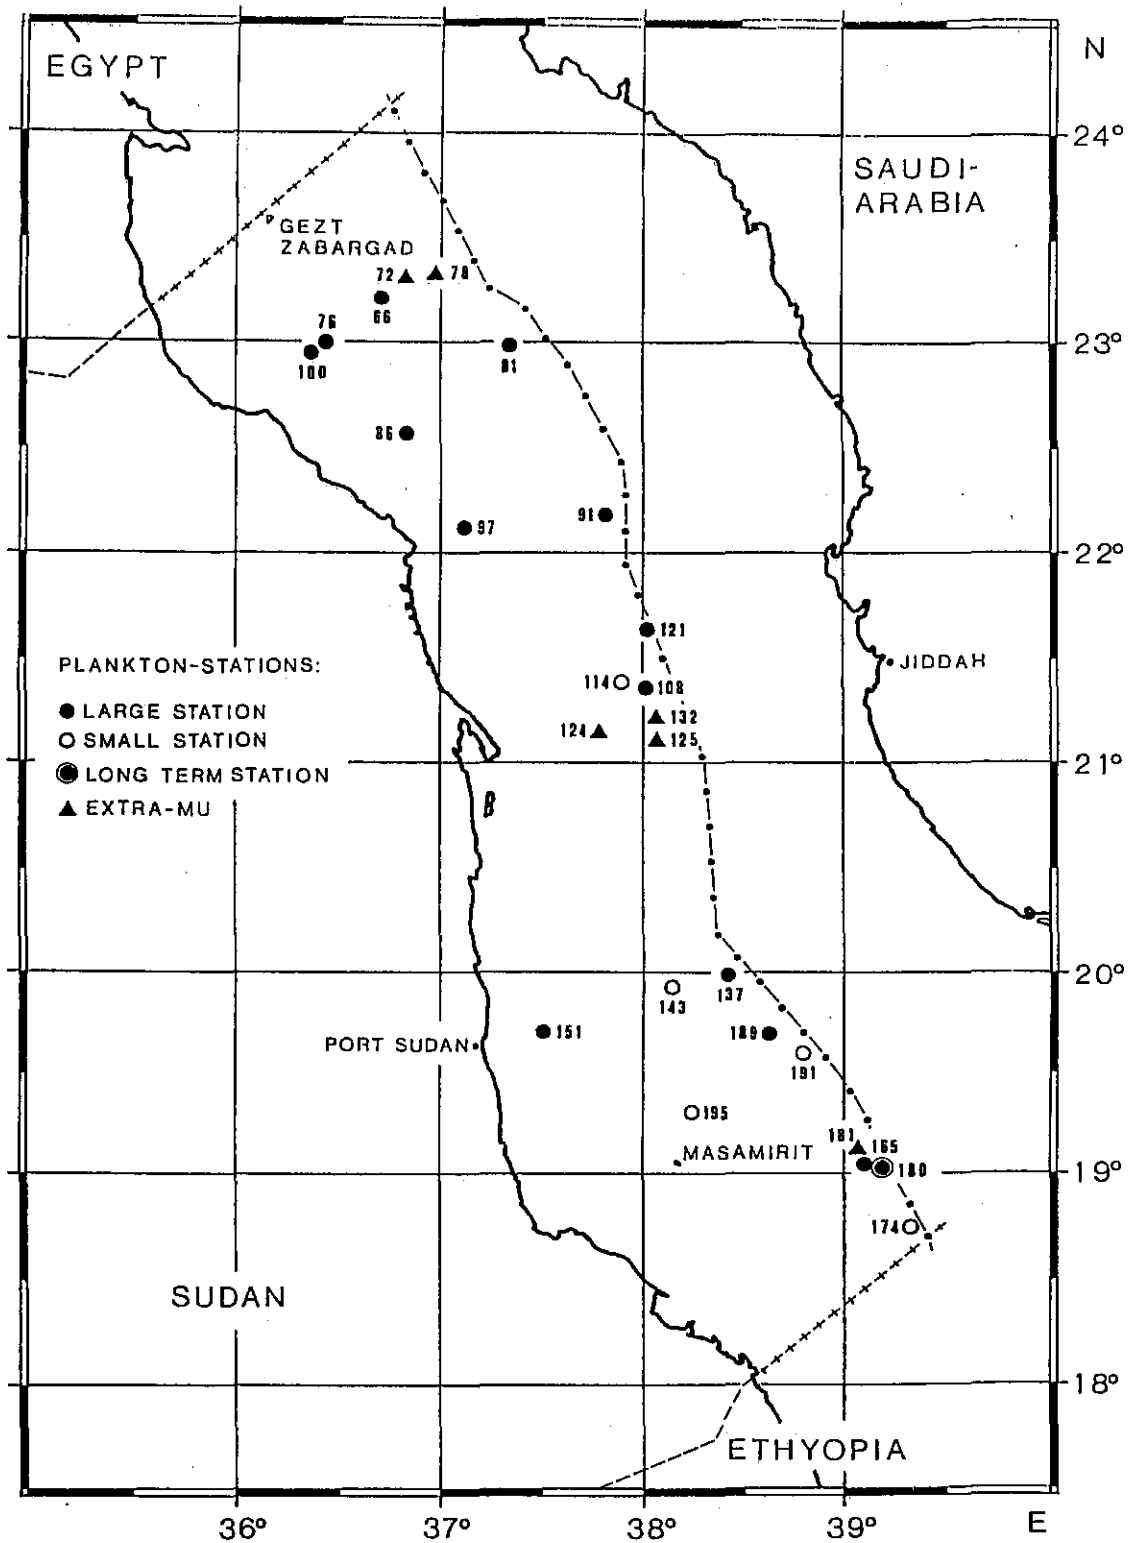 EGYPT
N
24°
SAUDI-
ARABIA
GEZT
ZABARGAD
72
78
66
76
100
23°
81
86
91
97
22°
121
PLANKTON-STATIONS:
JIDDAH
114
108
LARGE STATION
132
SMALL STATION
124
125
21°
LONG TERM STATION
EXTRA-MU
20°
137
143
151
189
PORT SUDAN
191
195
181
165
MASAMIRIT
180
19°
174
SUDAN
18°
ETHYOPIA
36°
37°
38°
39°
E